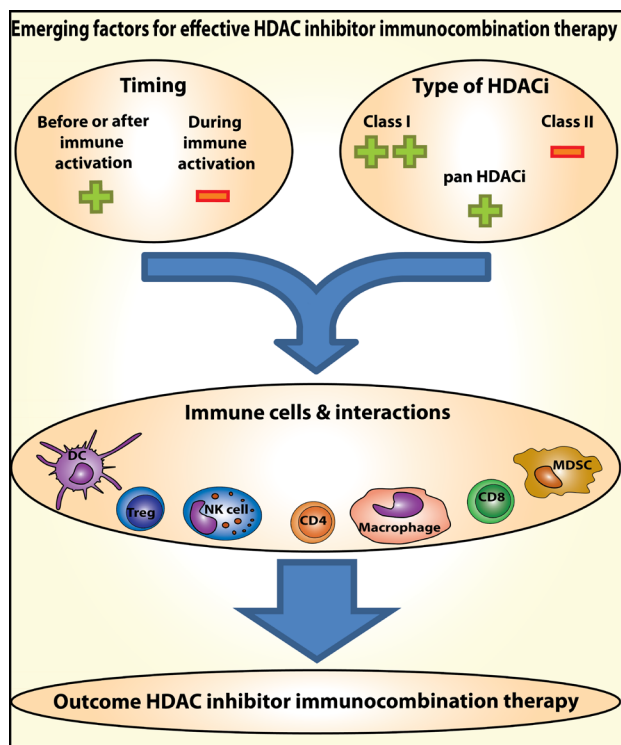 Emerging factors for effective HDAC inhibitor immunocombination therapy
Timing
Before or after
immune
activation
During
immune
activation
Type of HDACi
Class I
Class II
pan HDACi
Immune cells & interactions
DC
Treg
NK cell
CD4
Macrophage
CD8
MDSC
Outcome HDAC inhibitor immunocombination therapy